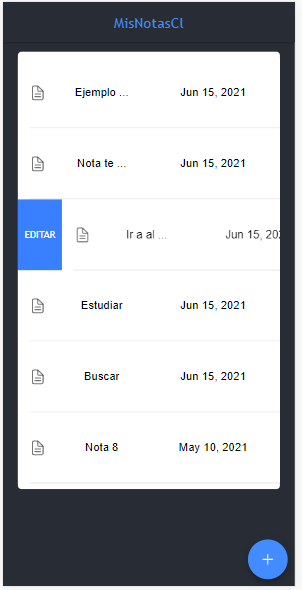 MisNotasCl
Ejemplo ... Jun 15, 2021
Nota te ... Jun 15, 2021
EDITAR Ir a al ... Jun 15, 202
Estudiar Jun 15, 2021
Buscar Jun 15, 2021
Nota 8 May 10, 2021
+